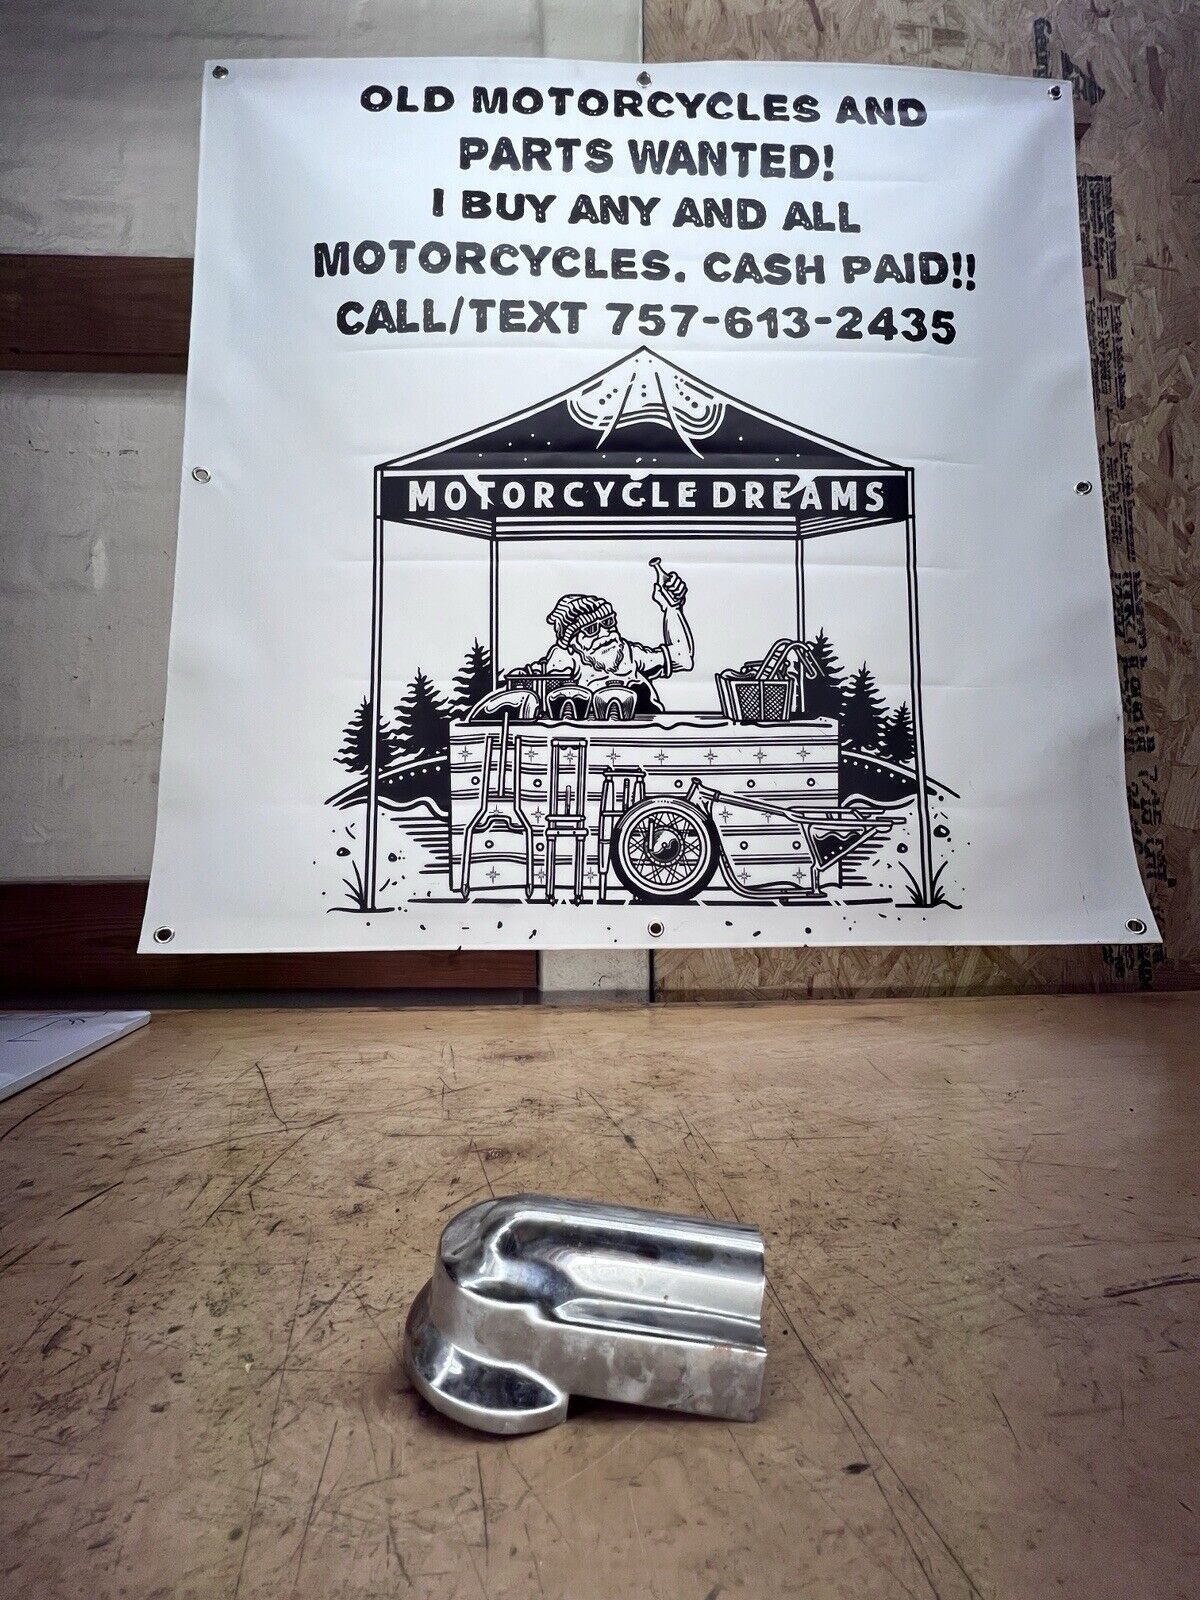 OLD MOTORCYCLES AND
PARTS WANTED!
I BUY ANY AND ALL
MOTORCYCLES. CASH PAID!!
CALL/TEXT 757-613-2435
MOTORCYCLE DREAMS